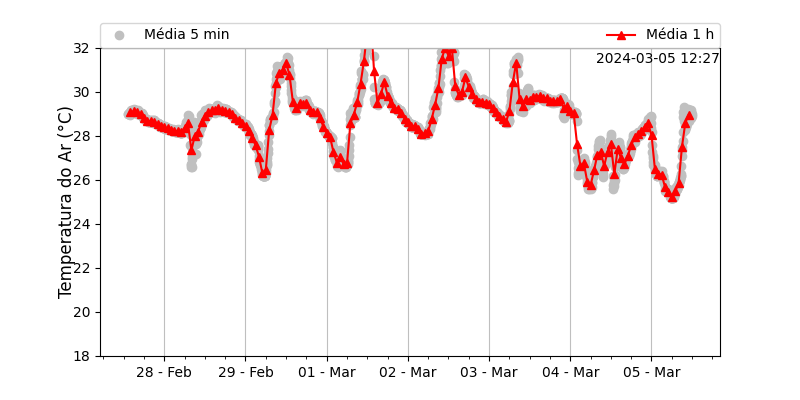 Média 5 min
Média 1 h
2024-03-05 12:27
Temperatura do Ar (°C)
32
30
28
26
24
22
20
18
28 - Feb
29 - Feb
01 - Mar
02 - Mar
03 - Mar
04 - Mar
05 - Mar